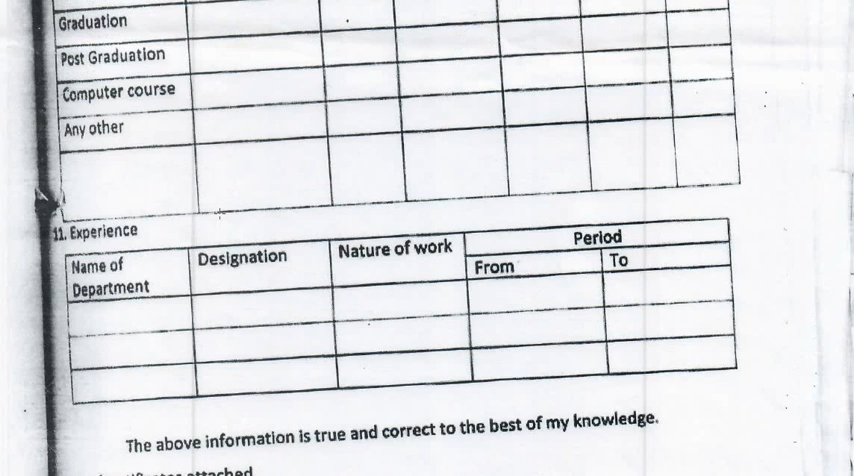 Graduation
Post Graduation
Computer course
Any other
11. Experience
Name of Department
Designation
Nature of work
Period
From
To
The above information is true and correct to the best of my knowledge.
attached